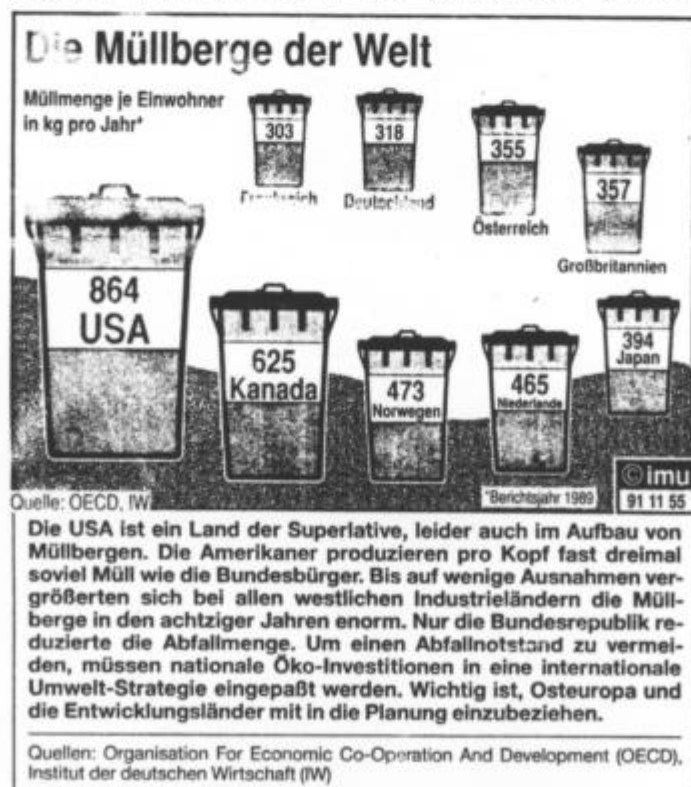 Die Müllberge der Welt
Müllmenge je Einwohner
in kg pro Jahr*
303
Frankreich
318
Deutschland
355
Österreich
357
Großbritannien
864
USA
625
Kanada
473
Norwegen
465
Niederlande
394
Japan
Quelle: OECD, IW
*Berichtsjahr 1989
© imu
91 11 55
Die USA ist ein Land der Superlative, leider auch im Aufbau von
Müllbergen. Die Amerikaner produzieren pro Kopf fast dreimal
soviel Müll wie die Bundesbürger. Bis auf wenige Ausnahmen ver-
größerten sich bei allen westlichen Industrieländern die Müll-
berge in den achtziger Jahren enorm. Nur die Bundesrepublik re-
duzierte die Abfallmenge. Um einen Abfallnotstand zu vermei-
den, müssen nationale Öko-Investitionen in eine internationale
Umwelt-Strategie eingepaßt werden. Wichtig ist, Osteuropa und
die Entwicklungsländer mit in die Planung einzubeziehen.
Quellen: Organisation For Economic Co-Operation And Development (OECD),
Institut der deutschen Wirtschaft (IW)